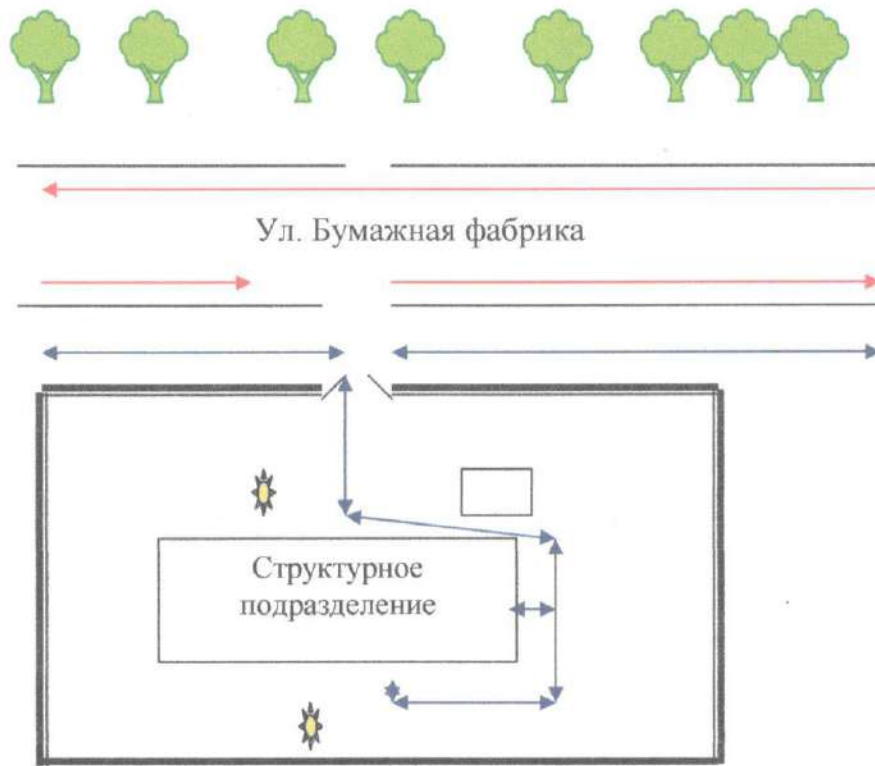 Ул. Бумажная фабрика
Структурное
подразделение